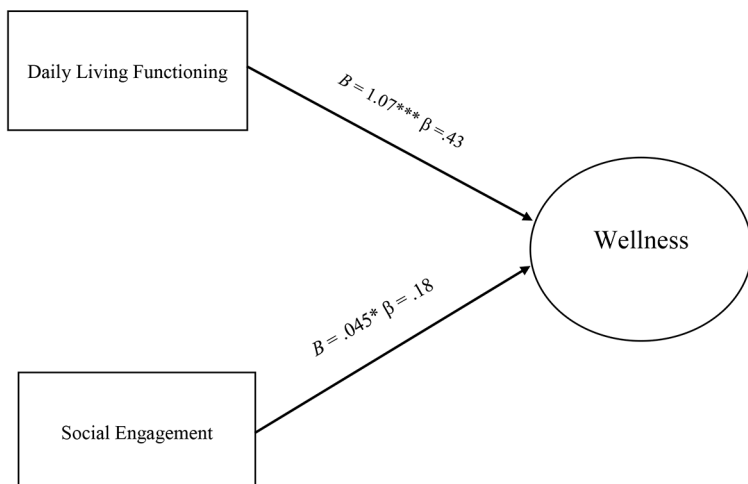 Daily Living Functioning
B = 1.07*** β =.43
Wellness
B = .045* β = .18
Social Engagement